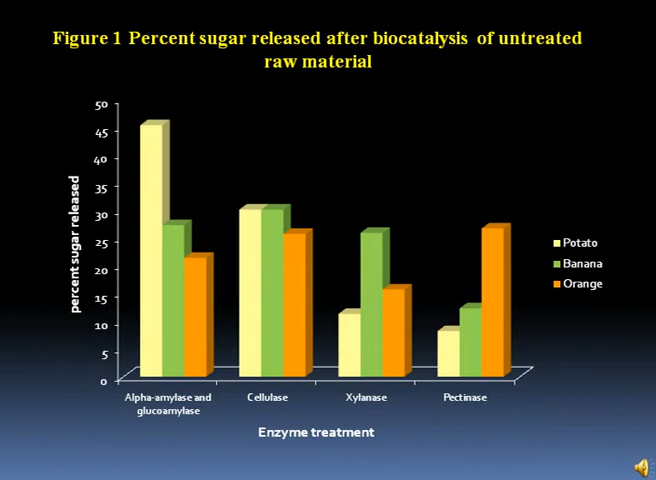 Figure 1 Percent sugar released after biocatalysis of untreated
raw material
percent sugar released
50
45
40
35
30
25
20
15
10
5
0
Potato
Banana
Orange
Alpha-amylase and
glucoamylase
Cellulase
Xylanase
Pectinase
Enzyme treatment